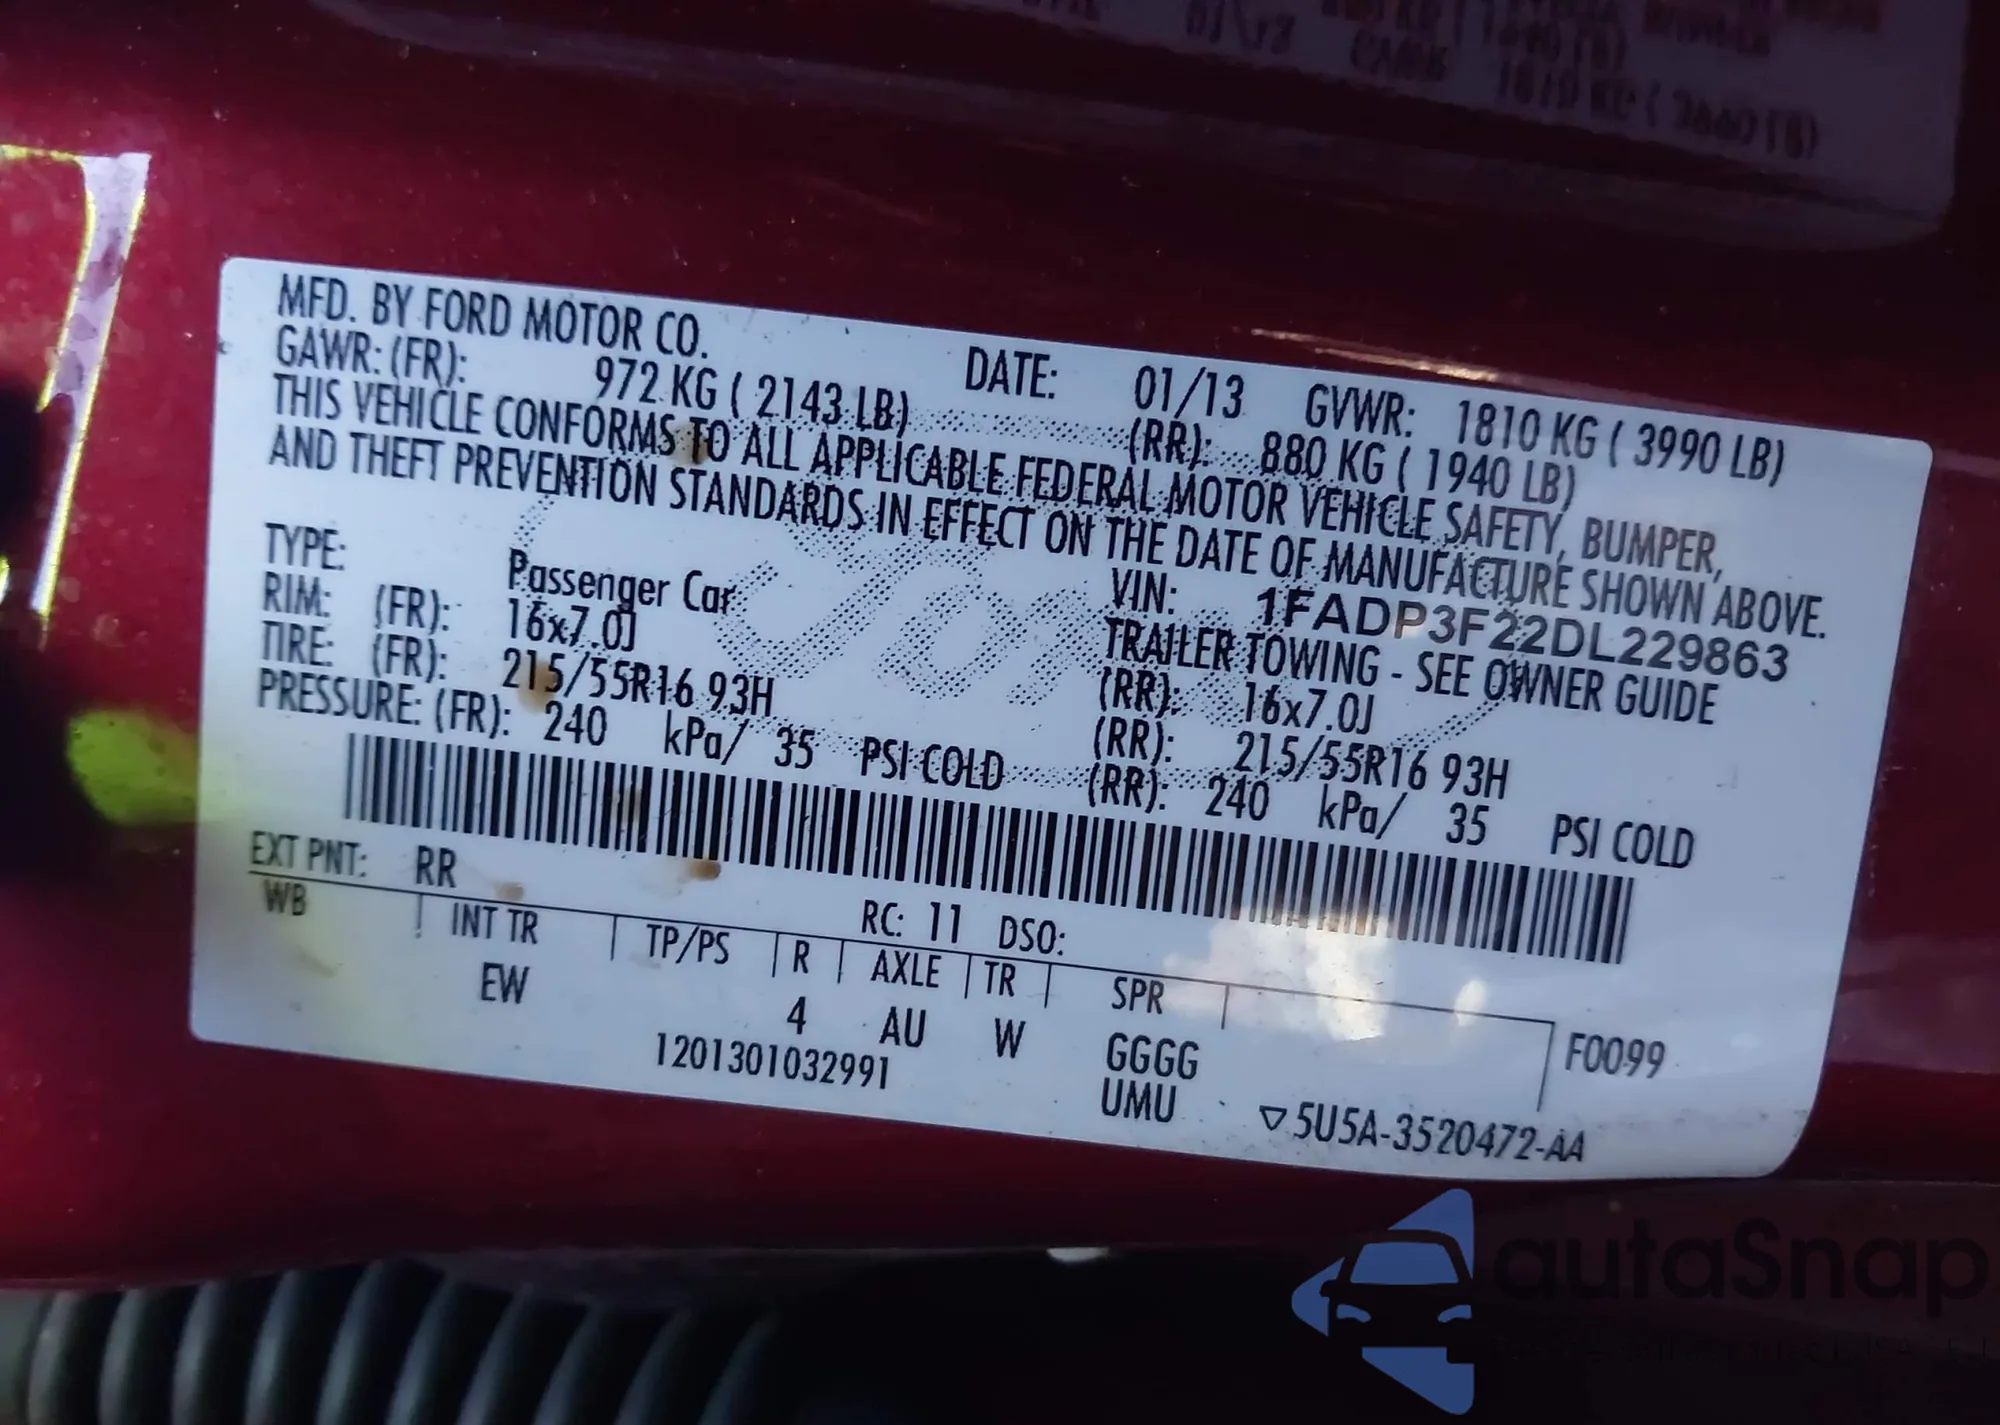 MFD. BY FORD MOTOR CO. DATE: 01/13 GVWR: 1810 KG ( 3990 LB)
GAWR: (FR): 972 KG ( 2143 LB) (RR): 880 KG ( 1940 LB)
THIS VEHICLE CONFORMS TO ALL APPLICABLE FEDERAL MOTOR VEHICLE SAFETY, BUMPER,
AND THEFT PREVENTION STANDARDS IN EFFECT ON THE DATE OF MANUFACTURE SHOWN ABOVE.
VIN: 1FADP3F22DL229863
TYPE: Passenger Car TRAILER TOWING - SEE OWNER GUIDE
RIM: (FR): 16x7.0J (RR): 16x7.0J
TIRE: (FR): 215/55R16 93H (RR): 215/55R16 93H
PRESSURE: (FR): 240 kPa/ 35 PSI COLD (RR): 240 kPa/ 35 PSI COLD
EXT PNT: RR RC: 11 DSO:
WB INT TR TP/PS R AXLE TR SPR F0099
EW 4 AU W GGGG
1201301032991 UMU ▽5U5A-3520472-AA
autaSnap